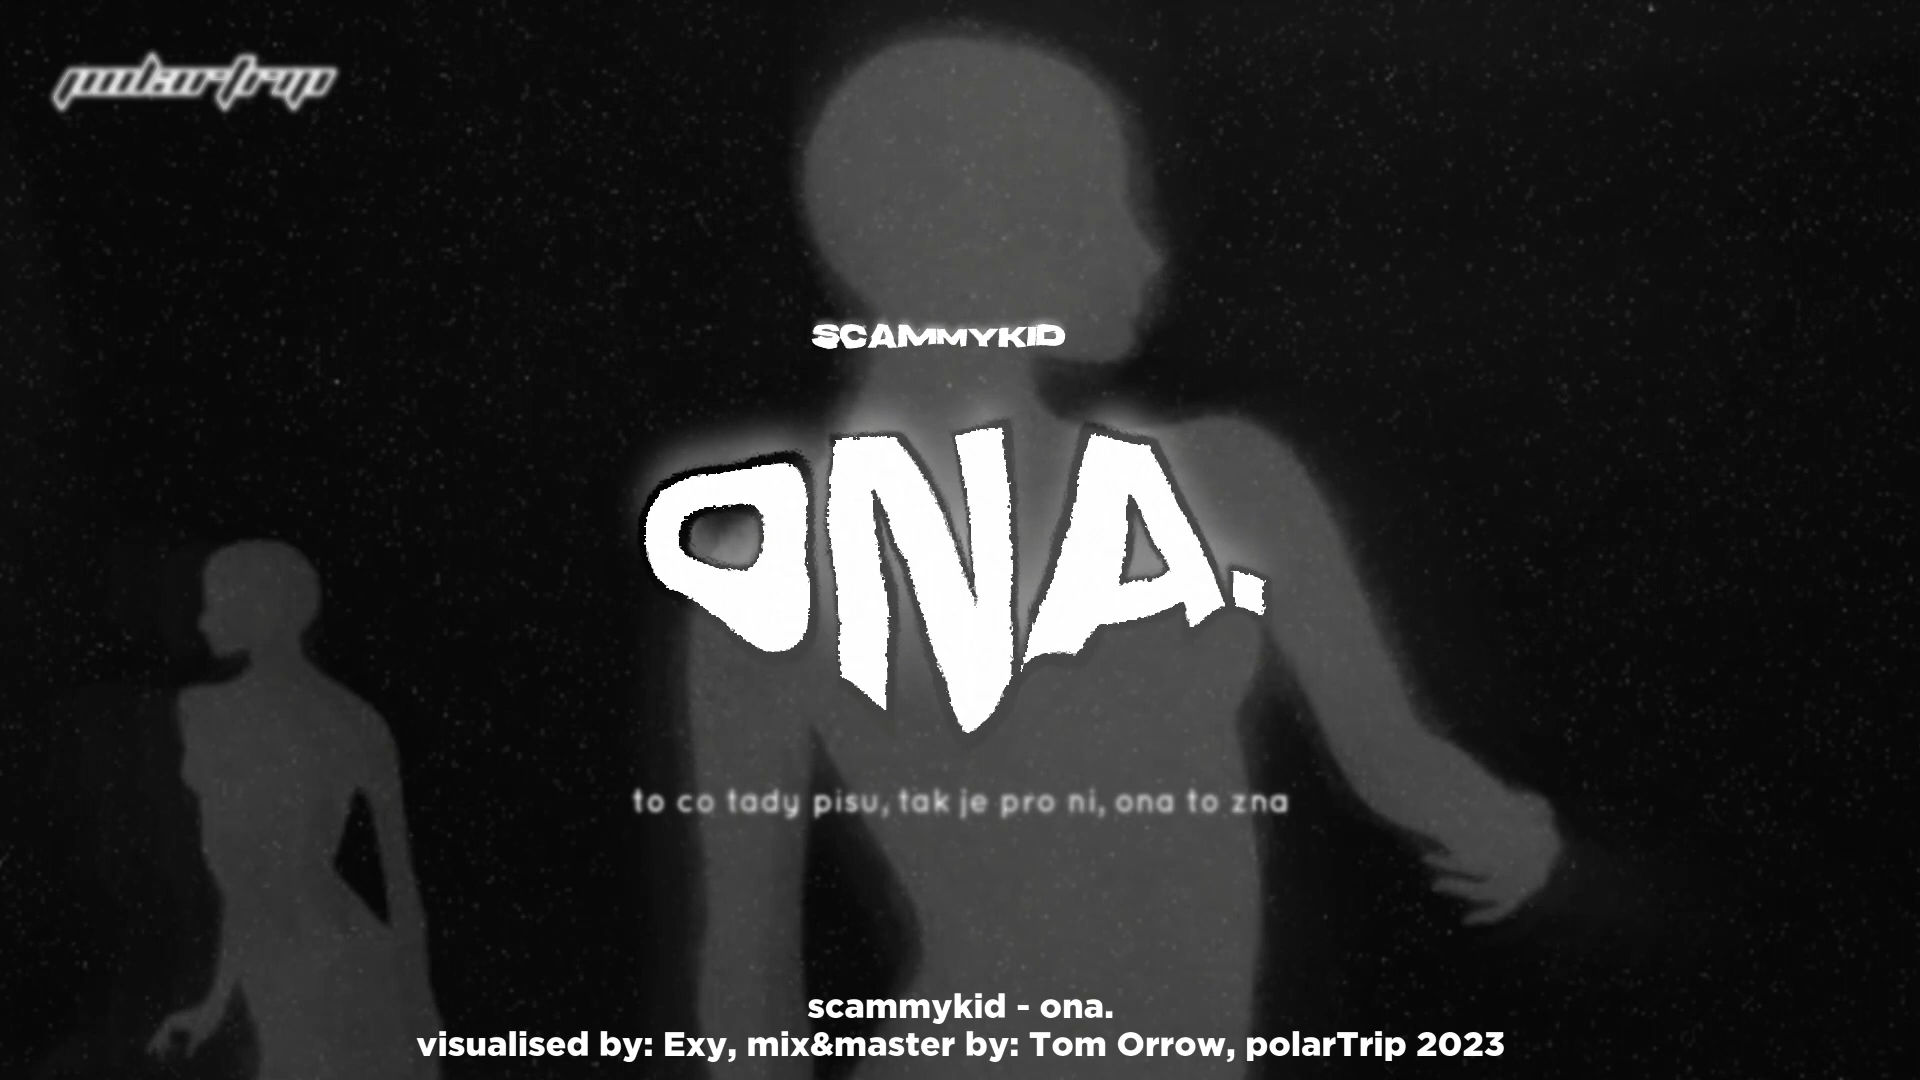 polartrip
SCAMMYKID
ONA.
to co tady pisu, tak je pro ni, ona to zna
scammykid - ona.
visualised by: Exy, mix&master by: Tom Orrow, polarTrip 2023